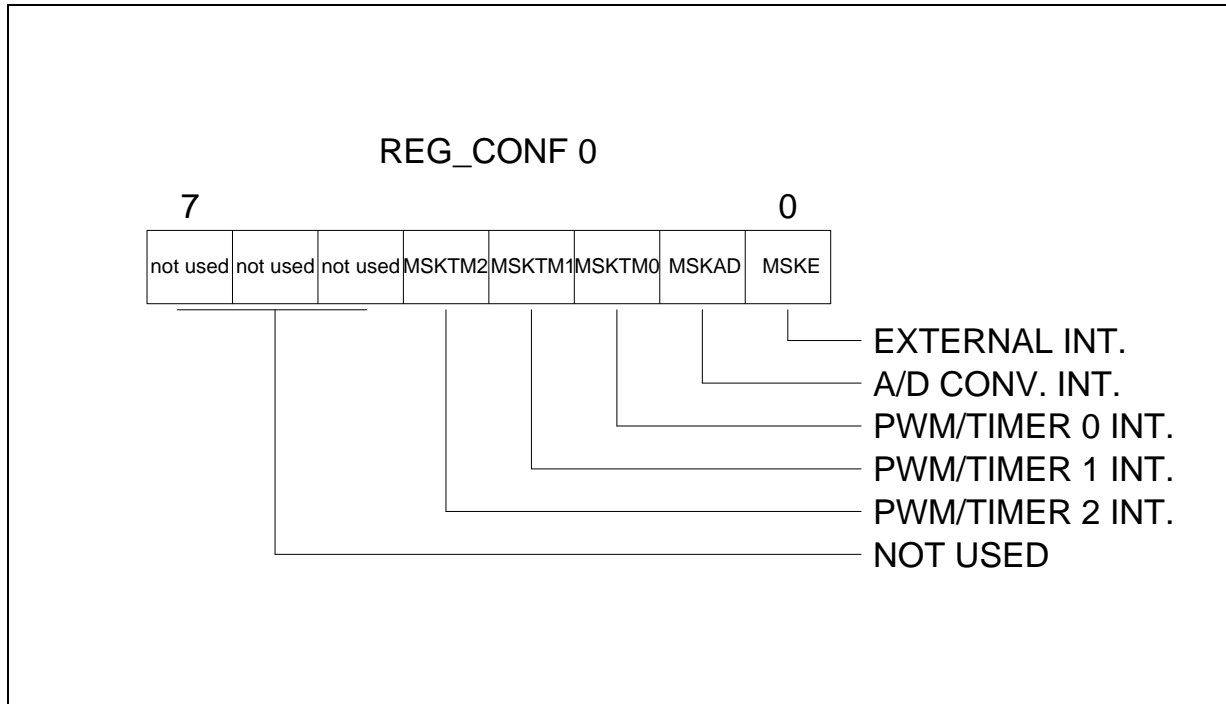 REG_CONF 0
7 0
not used not used not used MSKTM2 MSKTM1 MSKTM0 MSKAD MSKE
EXTERNAL INT.
A/D CONV. INT.
PWM/TIMER 0 INT.
PWM/TIMER 1 INT.
PWM/TIMER 2 INT.
NOT USED